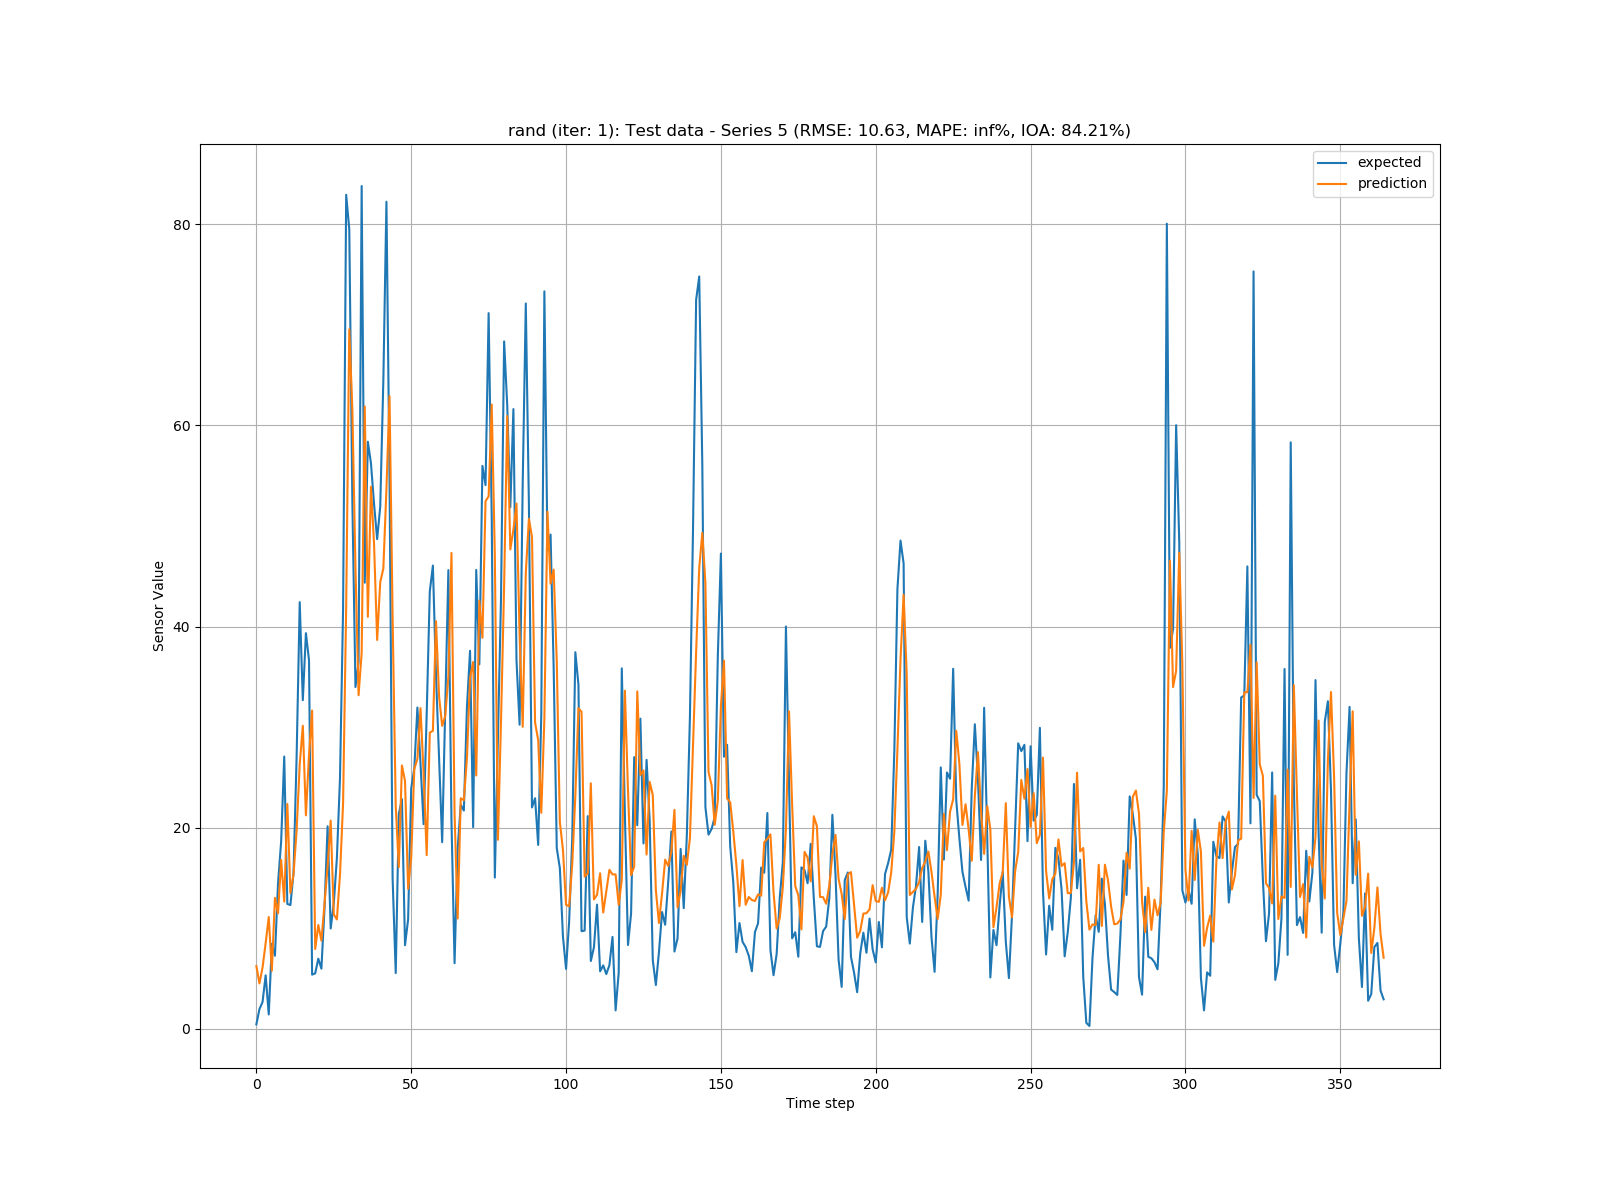 rand (iter: 1): Test data - Series 5 (RMSE: 10.63, MAPE: inf%, IOA: 84.21%)
expected
prediction
80
60
40
20
0
Sensor Value
0 50 100 150 200 250 300 350
Time step